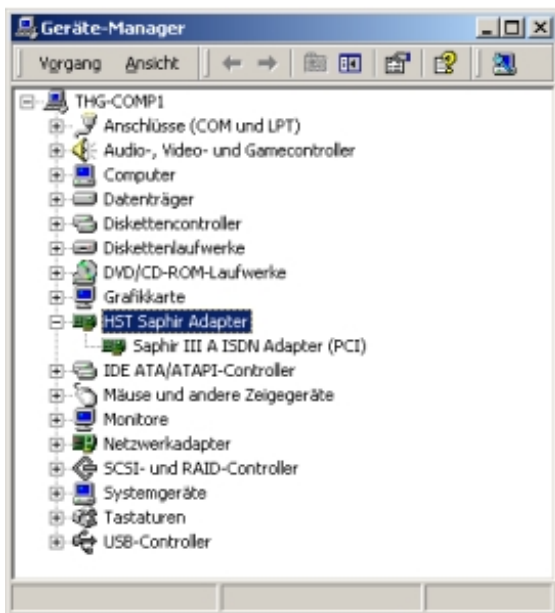 Geräte-Manager
Vorgang Ansicht
THG-COMP1
Anschlüsse (COM und LPT)
Audio-, Video- und Gamecontroller
Computer
Datenträger
Diskettencontroller
Diskettenlaufwerke
DVD/CD-ROM-Laufwerke
Grafikkarte
HST Saphir Adapter
Saphir III A ISDN Adapter (PCI)
IDE ATA/ATAPI-Controller
Mäuse und andere Zeigegeräte
Monitore
Netzwerkadapter
SCSI- und RAID-Controller
Systemgeräte
Tastaturen
USB-Controller